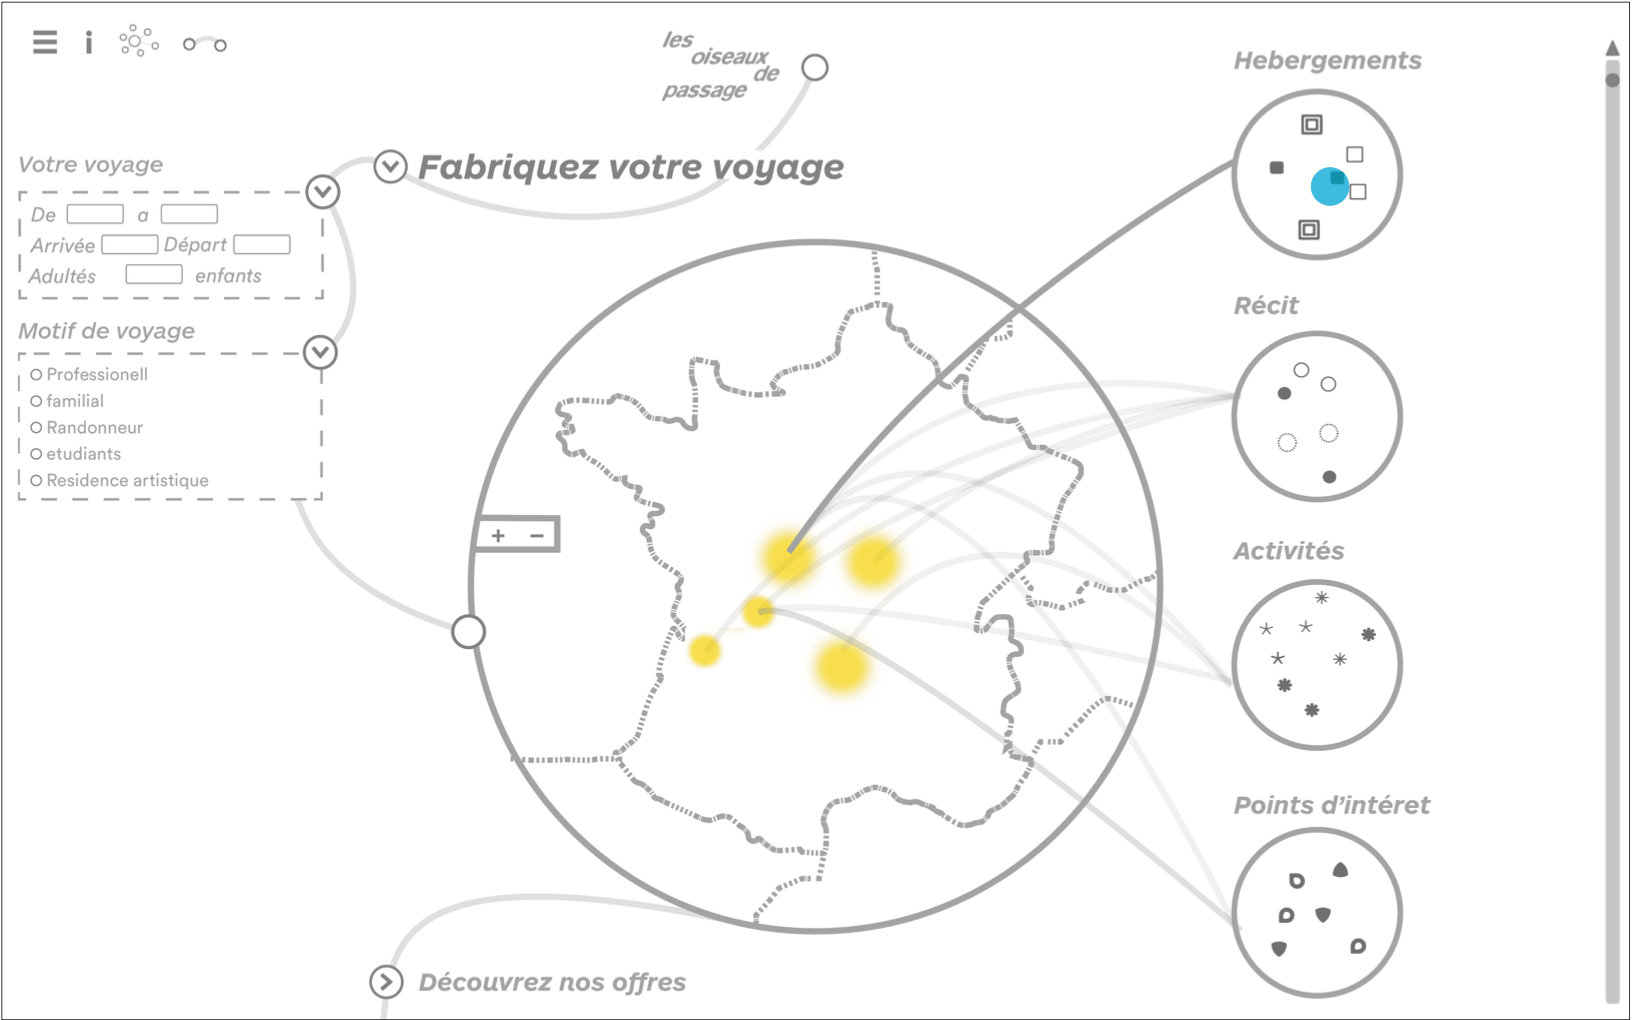 les
oiseaux
de
passage
Fabriquez votre voyage
Votre voyage
De a
Arrivée Départ
Adultés enfants
Motif de voyage
Professionell
familial
Randonneur
etudiants
Residence artistique
+ −
Découvrez nos offres
Hebergements
Récit
Activités
Points d’intéret